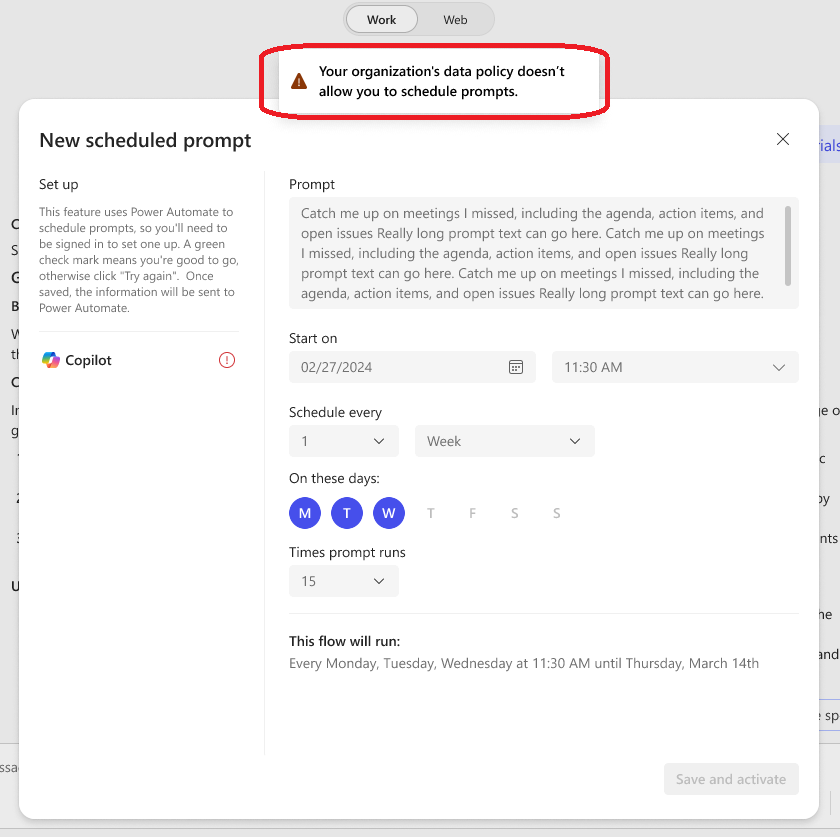 Work
Web
Your organization's data policy doesn't
allow you to schedule prompts.
New scheduled prompt
Set up
This feature uses Power Automate to
schedule prompts, so you'll need to
be signed in to set one up. A green
check mark means you're good to go,
otherwise click "Try again". Once
saved, the information will be sent to
Power Automate.
Copilot
Prompt
Catch me up on meetings I missed, including the agenda, action items, and
open issues Really long prompt text can go here. Catch me up on meetings
I missed, including the agenda, action items, and open issues Really long
prompt text can go here. Catch me up on meetings I missed, including the
agenda, action items, and open issues Really long prompt text can go here.
Start on
02/27/2024
11:30 AM
Schedule every
1
Week
On these days:
M T W T F S S
Times prompt runs
15
This flow will run:
Every Monday, Tuesday, Wednesday at 11:30 AM until Thursday, March 14th
Save and activate